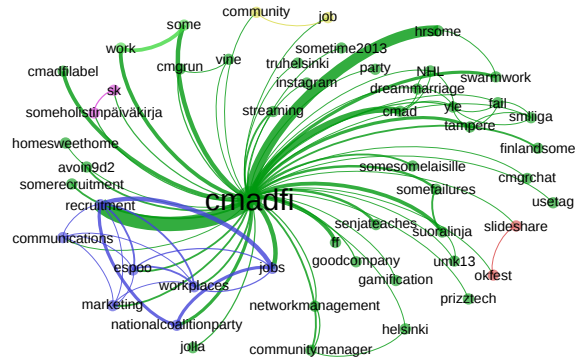 community
job
some
hrsome
work
sometime2013
cmgrun
vine
truhelsinki
party
cmadfilabel
NHL
swarmwork
instagram
dreammarriage
sk
someholistinpäiväkirja
streaming
cmad
yle
fail
smliiga
tampere
homesweethome
finlandsome
avoin9d2
somesomelaisille
somerecruitment
cmgrchat
somefailures
usetag
recruitment
cmadfi
senjateaches
slideshare
communications
suoralinja
ff
goodcompany
umk13
espoo
jobs
okfest
workplaces
gamification
prizztech
marketing
networkmanagement
nationalcoalitionparty
helsinki
jolla
communitymanager